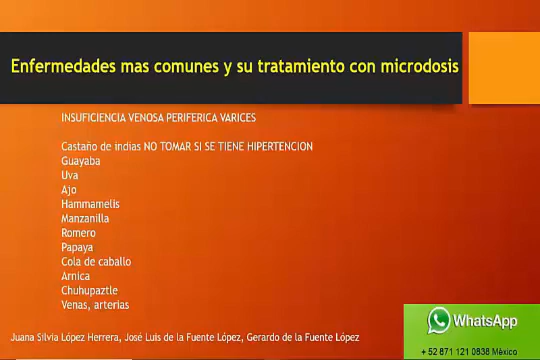 Enfermedades mas comunes y su tratamiento con microdosis
INSUFICIENCIA VENOSA PERIFERICA VARICES
Castaño de indias NO TOMAR SI SE TIENE HIPERTENCION
Guayaba
Uva
Ajo
Hammamelis
Manzanilla
Romero
Papaya
Cola de caballo
Arnica
Chuhupaztle
Venas, arterias
WhatsApp
Juana Silvia López Herrera, José Luis de la Fuente López, Gerardo de la Fuente López
+ 52 871 121 0838 México